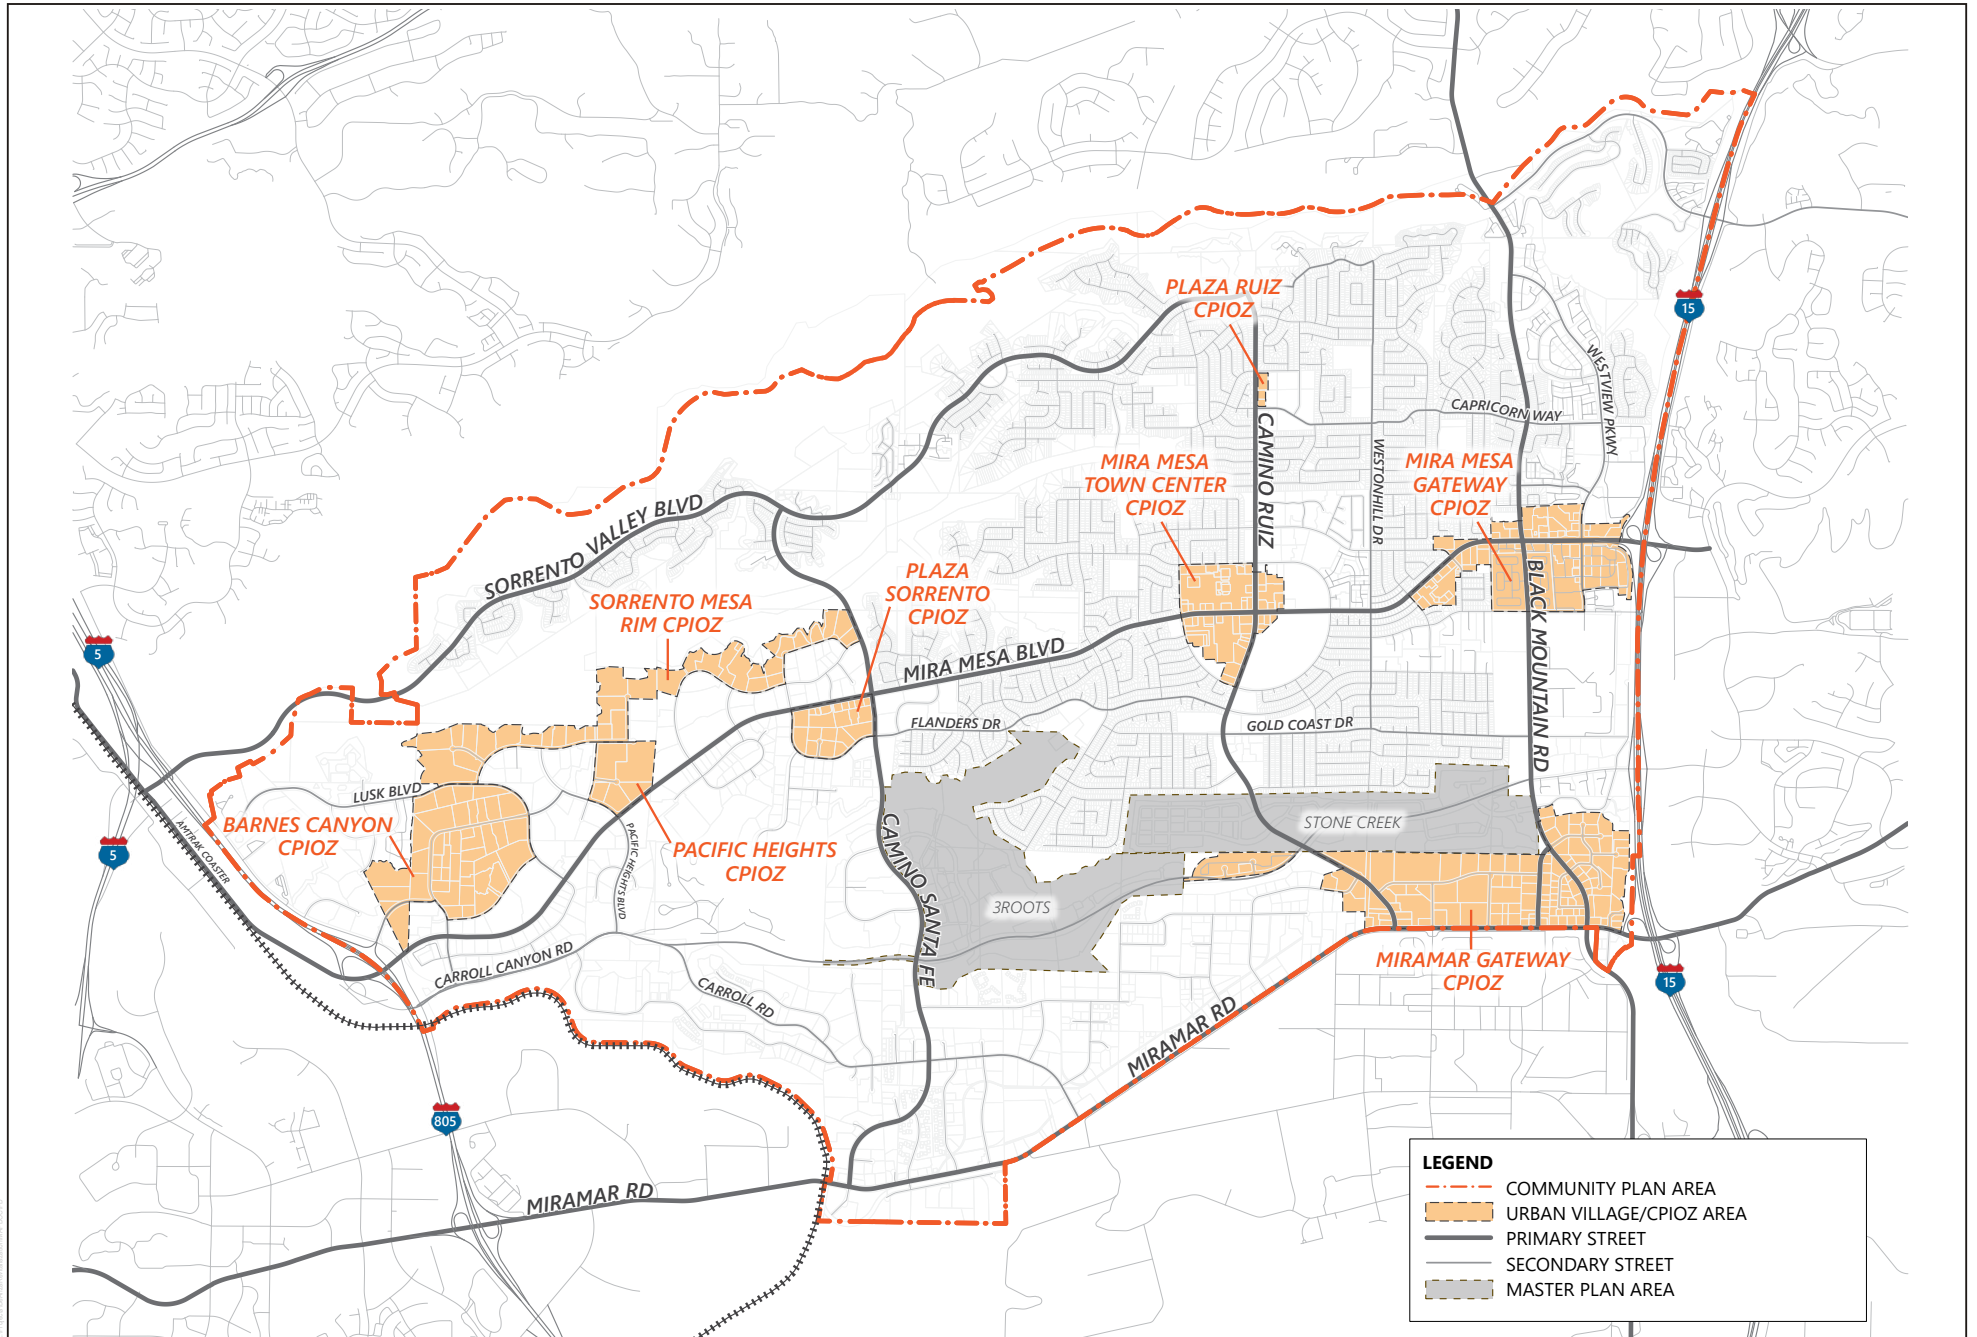 PLAZA RUIZ
CPIOZ
15
WESTVIEW PKWY
CAPRICORN WAY
CAMINO RUIZ
WESTONHILL DR
MIRA MESA
TOWN CENTER
CPIOZ
MIRA MESA
GATEWAY
CPIOZ
SORRENTO VALLEY BLVD
PLAZA
SORRENTO
CPIOZ
SORRENTO MESA
RIM CPIOZ
BLACK MOUNTAIN RD
5
MIRA MESA BLVD
FLANDERS DR
GOLD COAST DR
LUSK BLVD
BARNES CANYON
CPIOZ
AMTRAK COASTER
5
PACIFIC HEIGHTS BLVD
PACIFIC HEIGHTS
CPIOZ
CAMINO SANTA FE
STONE CREEK
3ROOTS
CARROLL CANYON RD
CARROLL RD
MIRAMAR GATEWAY
CPIOZ
15
MIRAMAR RD
805
MIRAMAR RD
LEGEND
COMMUNITY PLAN AREA
URBAN VILLAGE/CPIOZ AREA
PRIMARY STREET
SECONDARY STREET
MASTER PLAN AREA